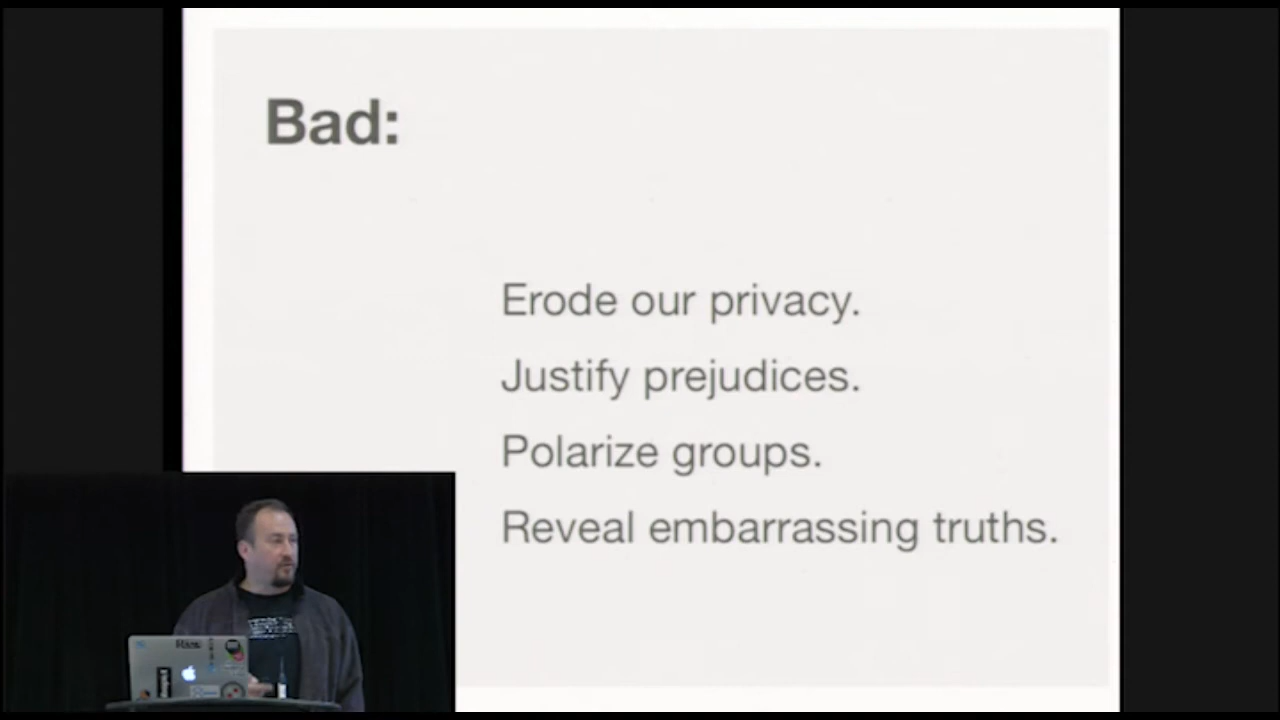 Bad:
Erode our privacy.
Justify prejudices.
Polarize groups.
Reveal embarrassing truths.